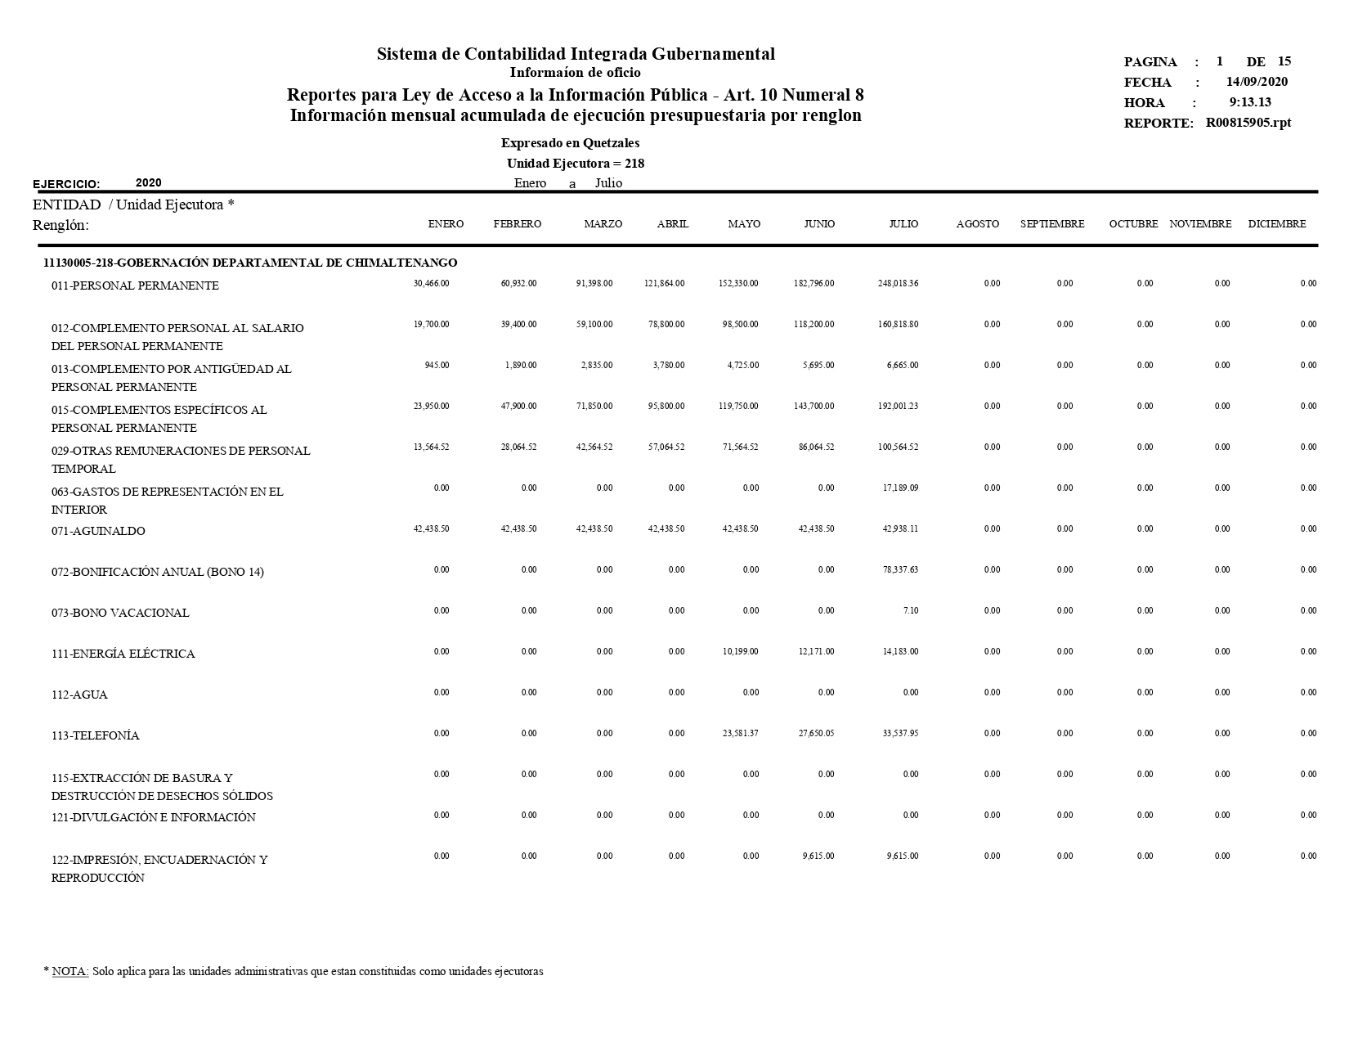 Sistema de Contabilidad Integrada Gubernamental
Informaíon de oficio
Reportes para Ley de Acceso a la Información Pública - Art. 10 Numeral 8
Información mensual acumulada de ejecución presupuestaria por renglon
PAGINA : 1 DE 15
FECHA : 14/09/2020
HORA : 9:13.13
REPORTE: R00815905.rpt
Expresado en Quetzales
Unidad Ejecutora = 218
EJERCICIO: 2020 Enero a Julio
ENTIDAD / Unidad Ejecutora *
Renglón: ENERO FEBRERO MARZO ABRIL MAYO JUNIO JULIO AGOSTO SEPTIEMBRE OCTUBRE NOVIEMBRE DICIEMBRE
11130005-218-GOBERNACIÓN DEPARTAMENTAL DE CHIMALTENANGO
011-PERSONAL PERMANENTE 30,466.00 60,932.00 91,398.00 121,864.00 152,330.00 182,796.00 248,018.36 0.00 0.00 0.00 0.00 0.00
012-COMPLEMENTO PERSONAL AL SALARIO 19,700.00 39,400.00 59,100.00 78,800.00 98,500.00 118,200.00 160,818.80 0.00 0.00 0.00 0.00 0.00
DEL PERSONAL PERMANENTE
013-COMPLEMENTO POR ANTIGÜEDAD AL 945.00 1,890.00 2,835.00 3,780.00 4,725.00 5,695.00 6,665.00 0.00 0.00 0.00 0.00 0.00
PERSONAL PERMANENTE
015-COMPLEMENTOS ESPECÍFICOS AL 23,950.00 47,900.00 71,850.00 95,800.00 119,750.00 143,700.00 192,001.23 0.00 0.00 0.00 0.00 0.00
PERSONAL PERMANENTE
029-OTRAS REMUNERACIONES DE PERSONAL 13,564.52 28,064.52 42,564.52 57,064.52 71,564.52 86,064.52 100,564.52 0.00 0.00 0.00 0.00 0.00
TEMPORAL
063-GASTOS DE REPRESENTACIÓN EN EL 0.00 0.00 0.00 0.00 0.00 0.00 17,189.09 0.00 0.00 0.00 0.00 0.00
INTERIOR
071-AGUINALDO 42,438.50 42,438.50 42,438.50 42,438.50 42,438.50 42,438.50 42,938.11 0.00 0.00 0.00 0.00 0.00
072-BONIFICACIÓN ANUAL (BONO 14) 0.00 0.00 0.00 0.00 0.00 0.00 78,337.63 0.00 0.00 0.00 0.00 0.00
073-BONO VACACIONAL 0.00 0.00 0.00 0.00 0.00 0.00 7.10 0.00 0.00 0.00 0.00 0.00
111-ENERGÍA ELÉCTRICA 0.00 0.00 0.00 0.00 10,199.00 12,171.00 14,183.00 0.00 0.00 0.00 0.00 0.00
112-AGUA 0.00 0.00 0.00 0.00 0.00 0.00 0.00 0.00 0.00 0.00 0.00 0.00
113-TELEFONÍA 0.00 0.00 0.00 0.00 23,581.37 27,650.05 33,537.95 0.00 0.00 0.00 0.00 0.00
115-EXTRACCIÓN DE BASURA Y 0.00 0.00 0.00 0.00 0.00 0.00 0.00 0.00 0.00 0.00 0.00 0.00
DESTRUCCIÓN DE DESECHOS SÓLIDOS
121-DIVULGACIÓN E INFORMACIÓN 0.00 0.00 0.00 0.00 0.00 0.00 0.00 0.00 0.00 0.00 0.00 0.00
122-IMPRESIÓN, ENCUADERNACIÓN Y 0.00 0.00 0.00 0.00 0.00 9,615.00 9,615.00 0.00 0.00 0.00 0.00 0.00
REPRODUCCIÓN
* NOTA: Solo aplica para las unidades administrativas que estan constituidas como unidades ejecutoras